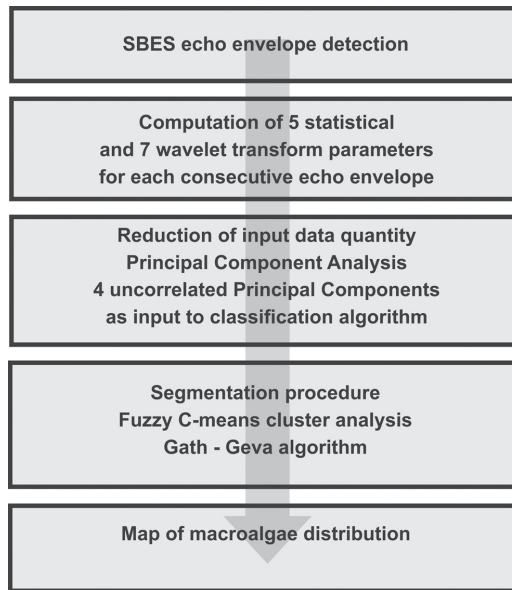 SBES echo envelope detection
Computation of 5 statistical
and 7 wavelet transform parameters
for each consecutive echo envelope
Reduction of input data quantity
Principal Component Analysis
4 uncorrelated Principal Components
as input to classification algorithm
Segmentation procedure
Fuzzy C-means cluster analysis
Gath - Geva algorithm
Map of macroalgae distribution